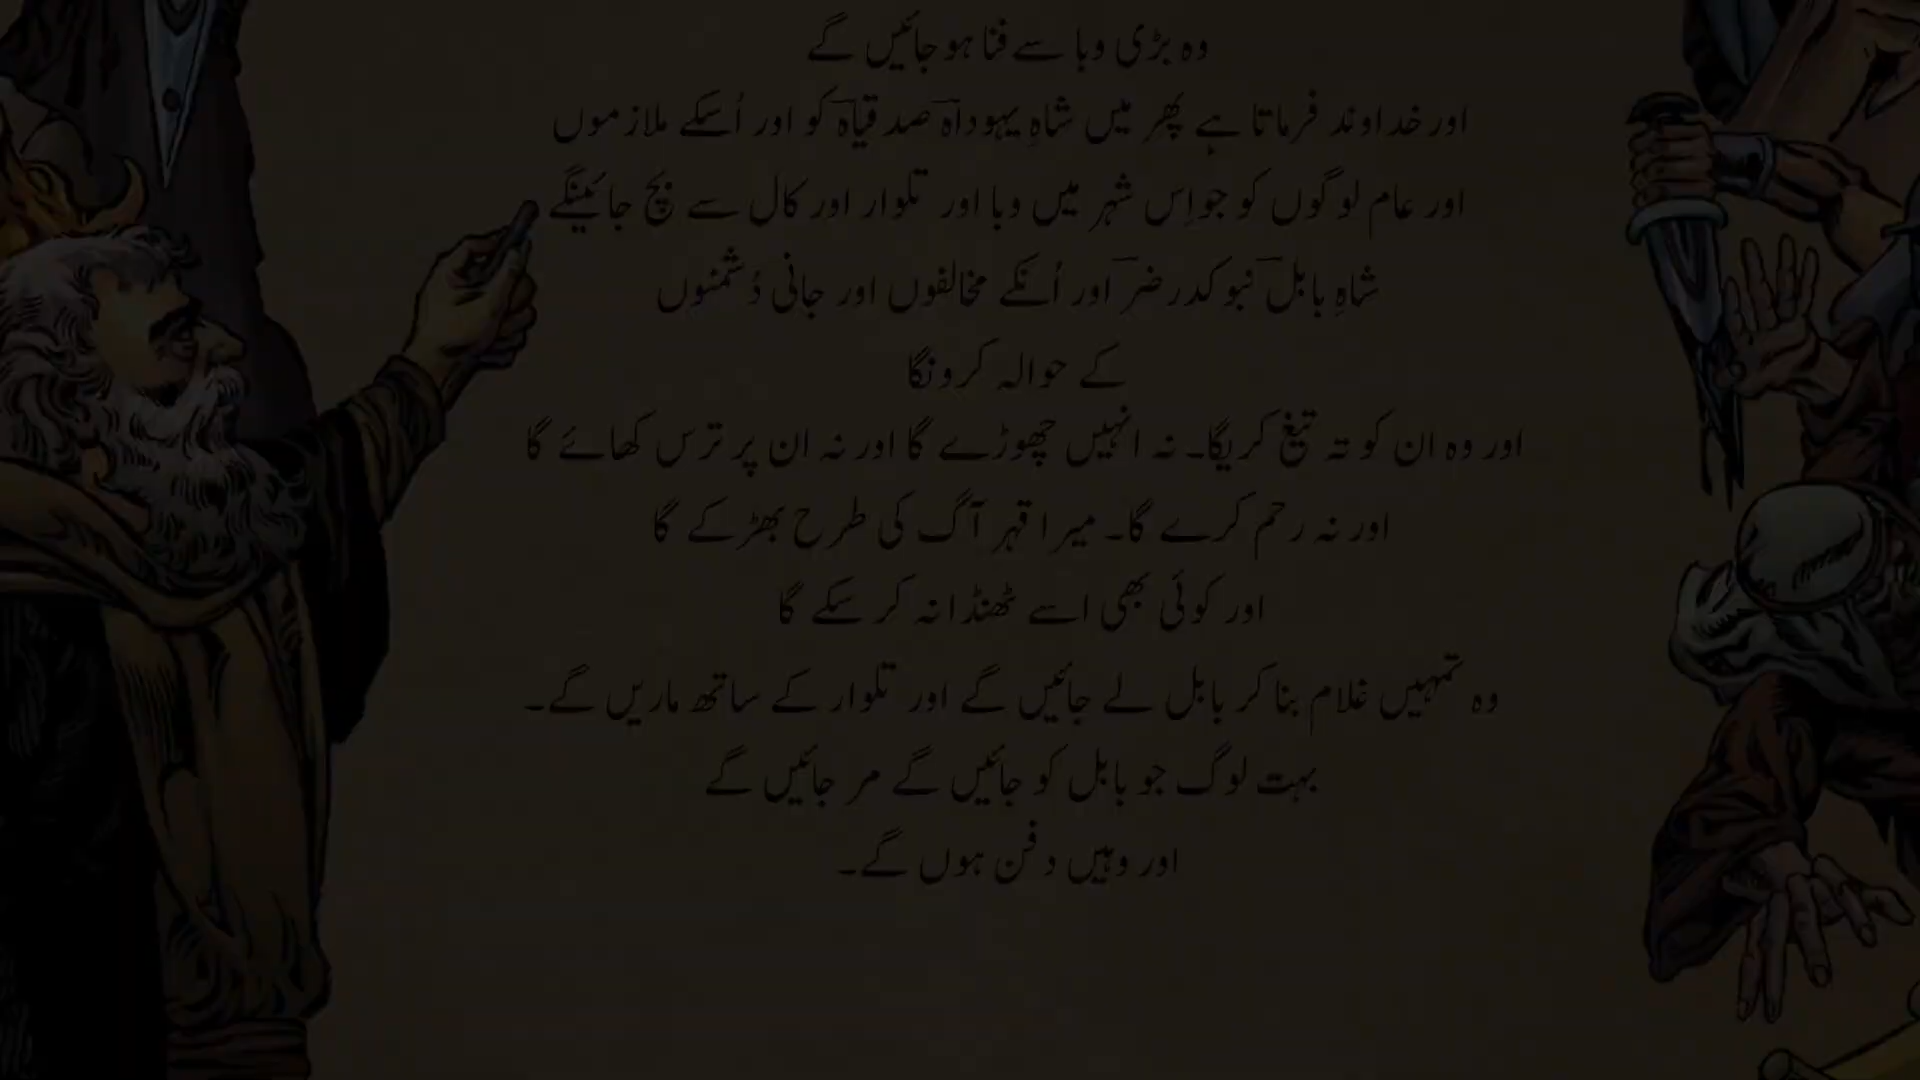 وہ بڑی وبا سے فنا ہو جائیں گے
اور خداوند فرماتا ہے پھر میں شاہِ یہوداہؔ صدقیاہؔ کو اور اُسکے ملازموں
اور عام لوگوں کو جو اِس شہر میں وبا اور تلوار اور کال سے بچ جائینگے
شاہِ بابلؔ نبوکدرضرؔ اور اُنکے مخالفوں اور جانی دُشمنوں
کے حوالہ کرونگا
اور وہ ان کو تہ تیغ کریگا۔ نہ انہیں چھوڑے گا اور نہ ان پر ترس کھائے گا
اور نہ رحم کرے گا۔ میرا قہر آگ کی طرح بھڑکے گا
اور کوئی بھی اسے ٹھنڈا نہ کر سکے گا
وہ تمہیں غلام بنا کر بابل لے جائیں گے اور تلوار کے ساتھ ماریں گے۔
بہت لوگ جو بابل کو جائیں گے مر جائیں گے
اور وہیں دفن ہوں گے۔